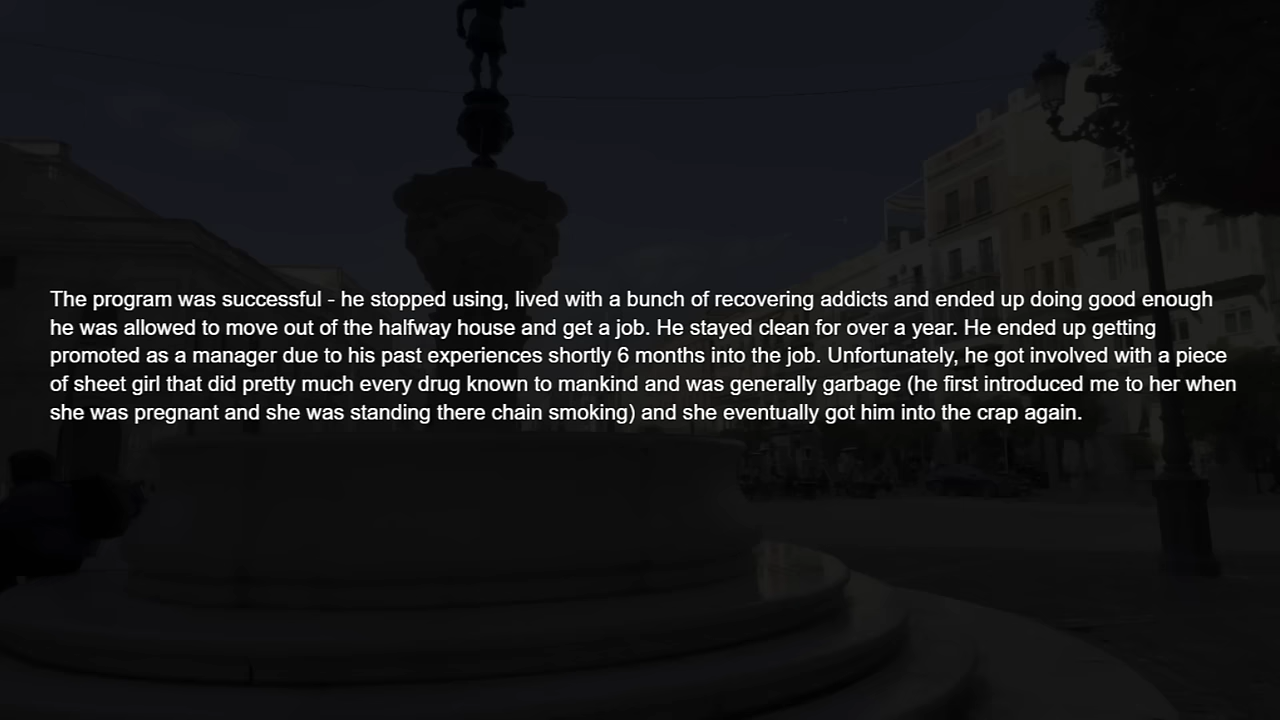 The program was successful - he stopped using, lived with a bunch of recovering addicts and ended up doing good enough
he was allowed to move out of the halfway house and get a job. He stayed clean for over a year. He ended up getting
promoted as a manager due to his past experiences shortly 6 months into the job. Unfortunately, he got involved with a piece
of sheet girl that did pretty much every drug known to mankind and was generally garbage (he first introduced me to her when
she was pregnant and she was standing there chain smoking) and she eventually got him into the crap again.